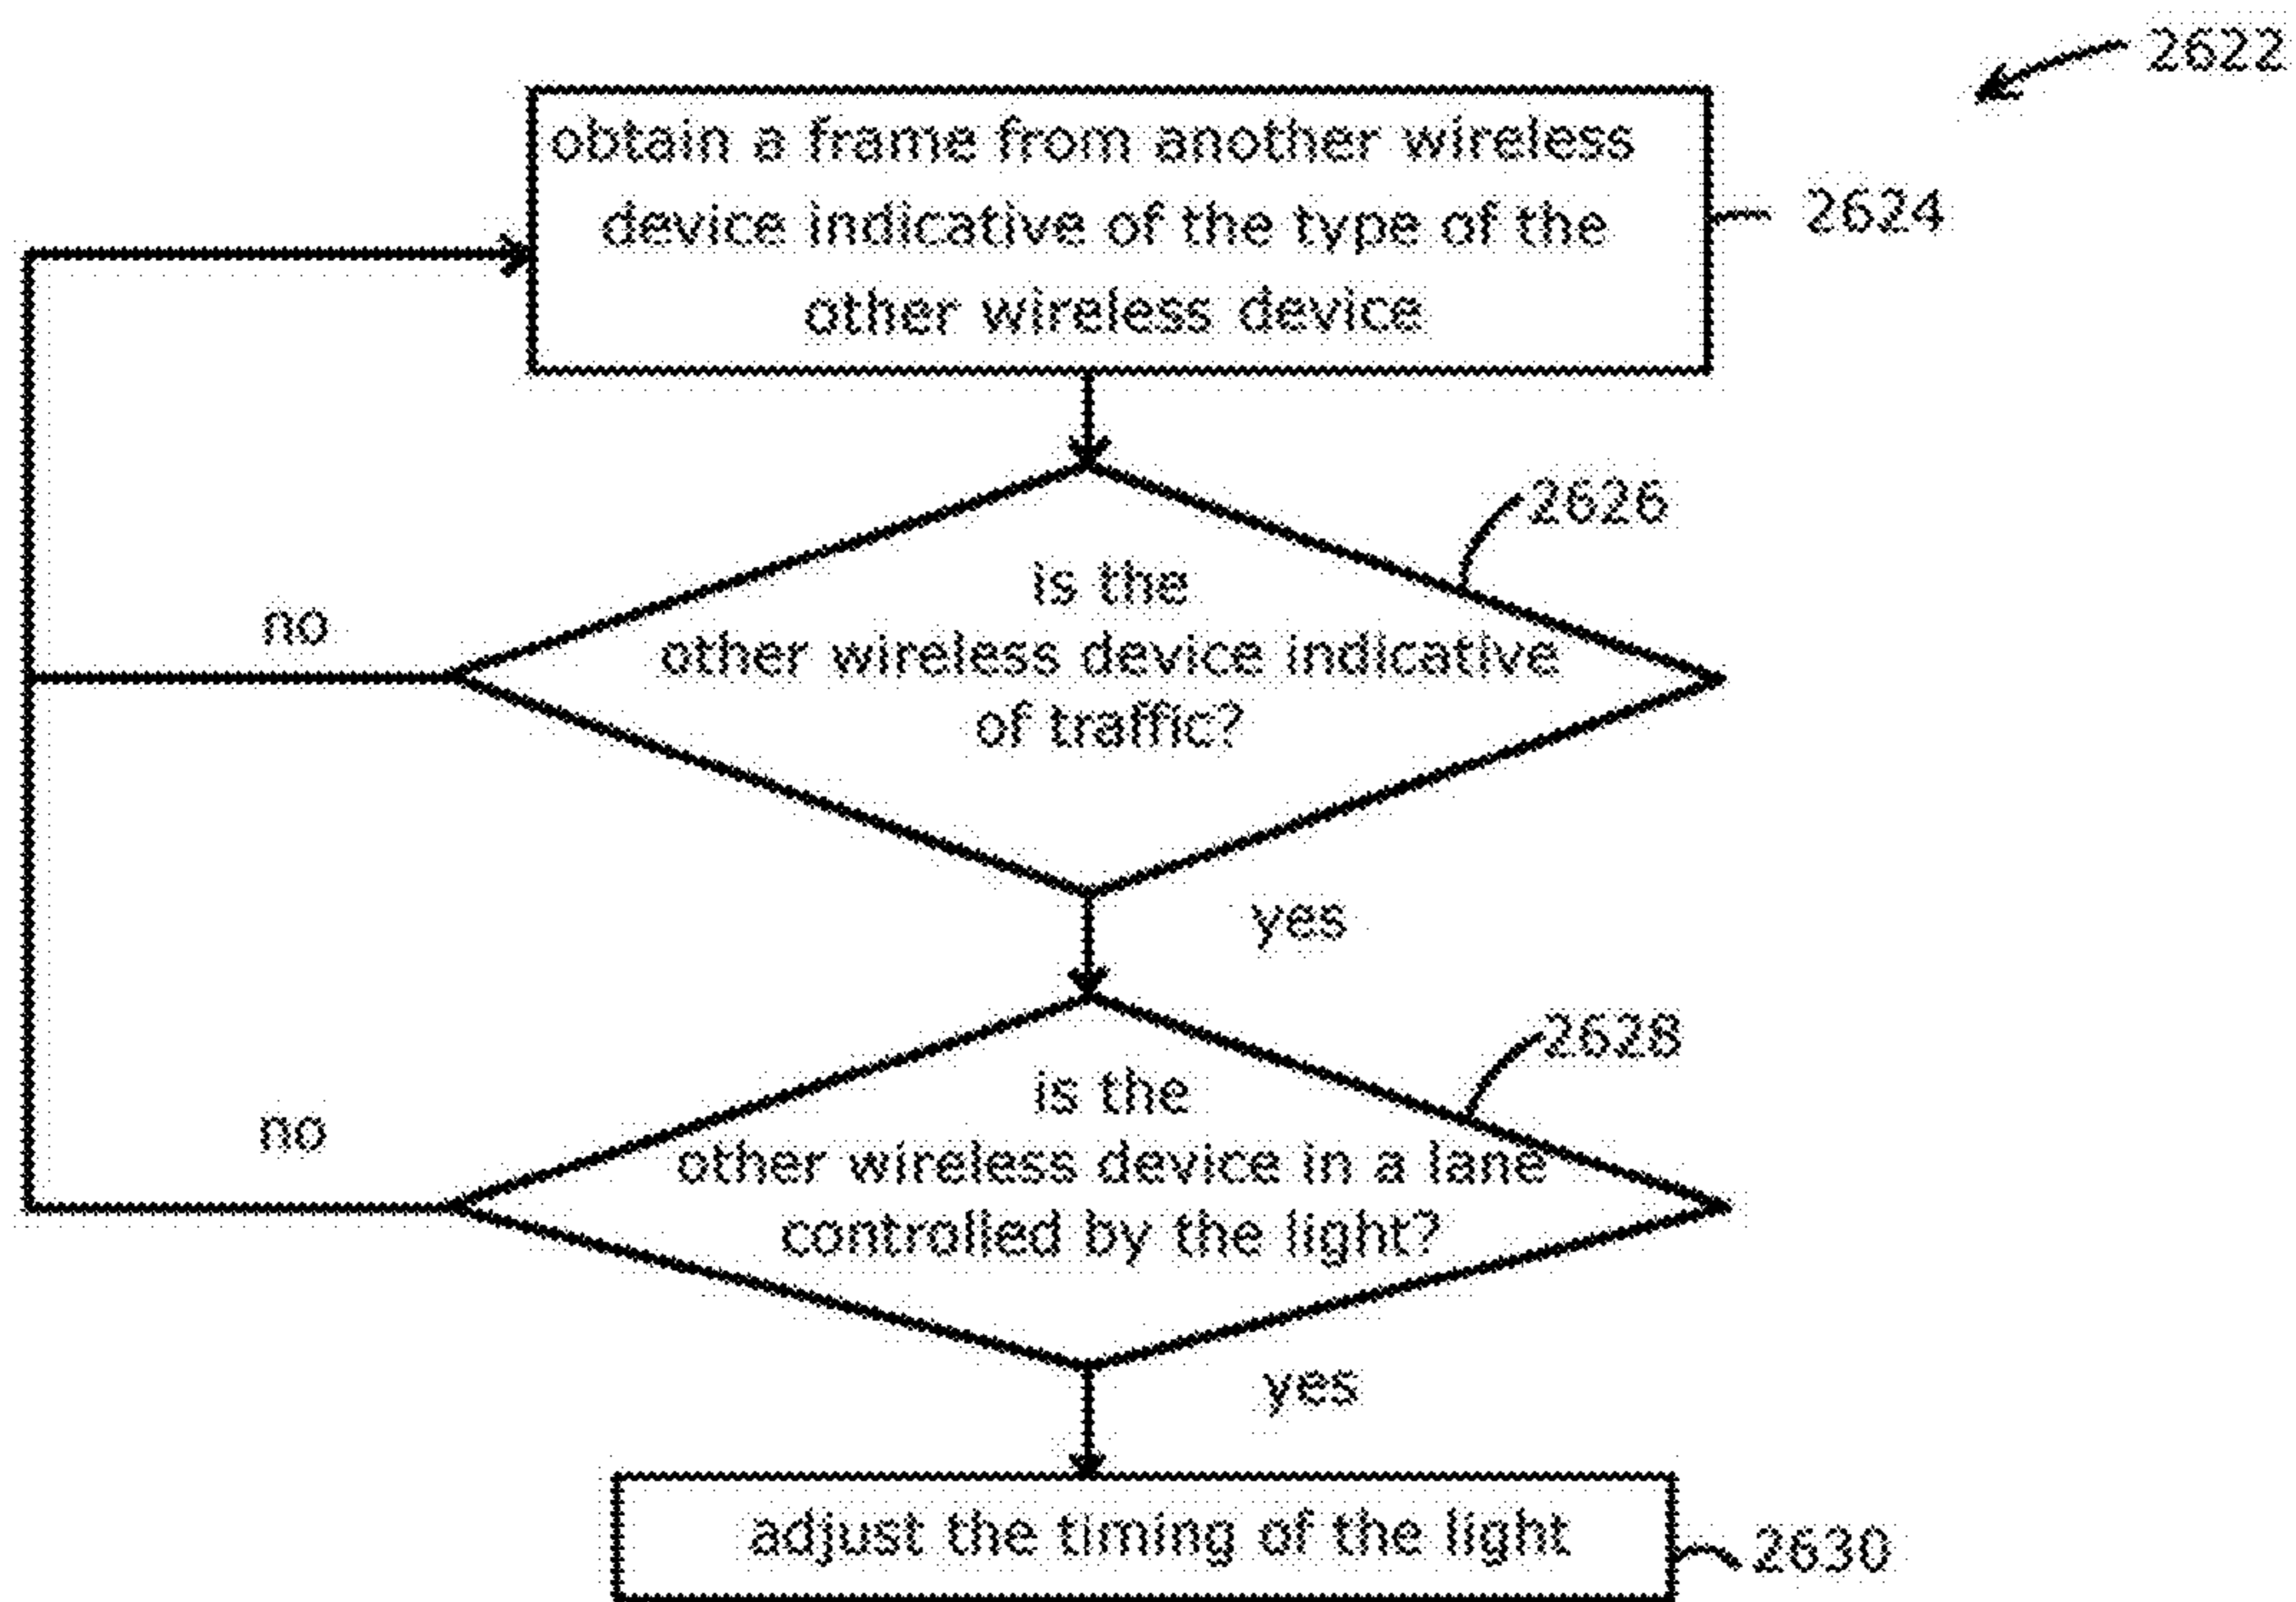 2622
obtain a frame from another wireless
device indicative of the type of the
other wireless device
2624
2626
is the
other wireless device indicative
of traffic?
no
yes
2628
is the
other wireless device in a lane
controlled by the light?
no
yes
adjust the timing of the light
2630